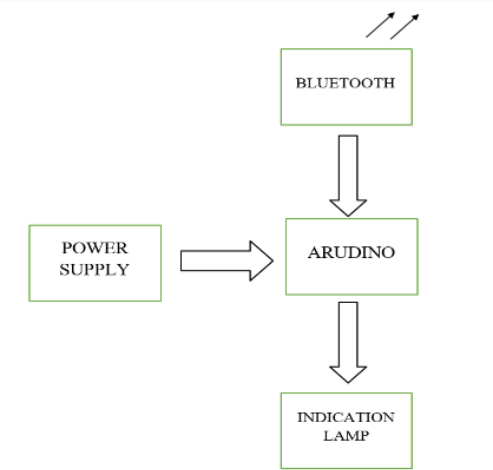 BLUETOOTH
POWER
SUPPLY
ARUDINO
INDICATION
LAMP